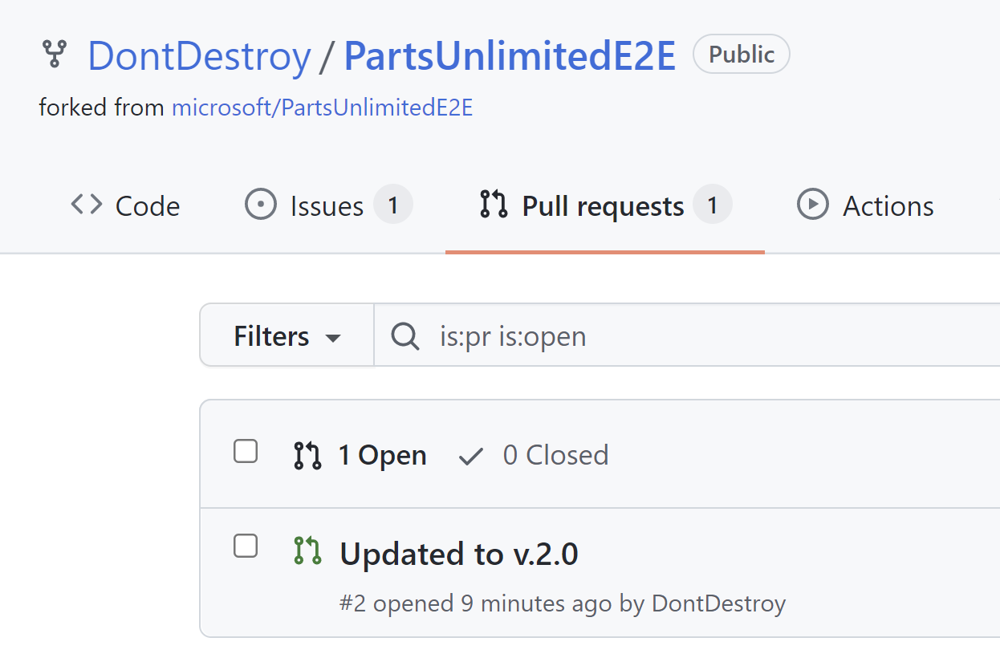 DontDestroy / PartsUnlimitedE2E Public
forked from microsoft/PartsUnlimitedE2E
Code Issues 1 Pull requests 1 Actions
Filters is:pr is:open
1 Open 0 Closed
Updated to v.2.0
#2 opened 9 minutes ago by DontDestroy